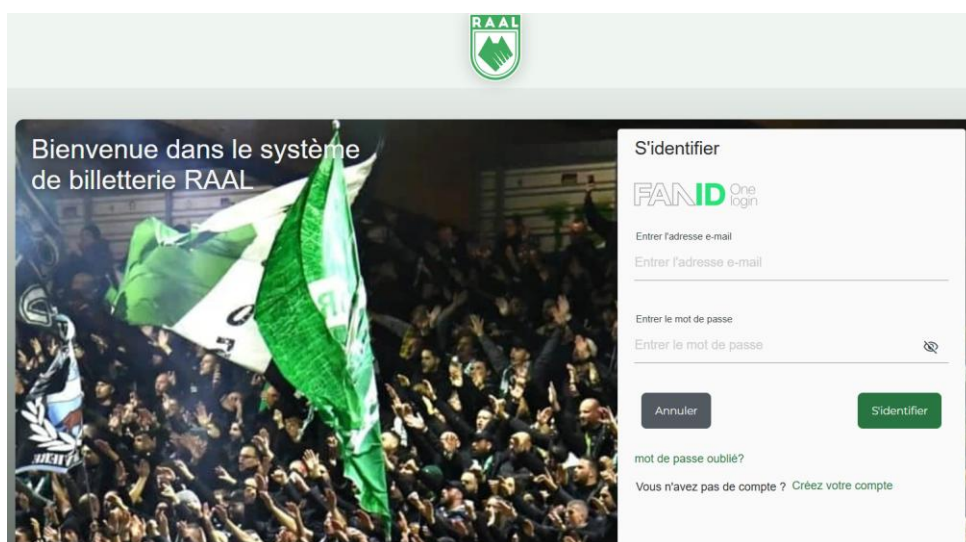 RAAL
Bienvenue dans le système
de billetterie RAAL
S'identifier
FANID One
login
Entrer l'adresse e-mail
Entrer l'adresse e-mail
Entrer le mot de passe
Entrer le mot de passe
Annuler
S'identifier
mot de passe oublié?
Vous n'avez pas de compte ? Créez votre compte